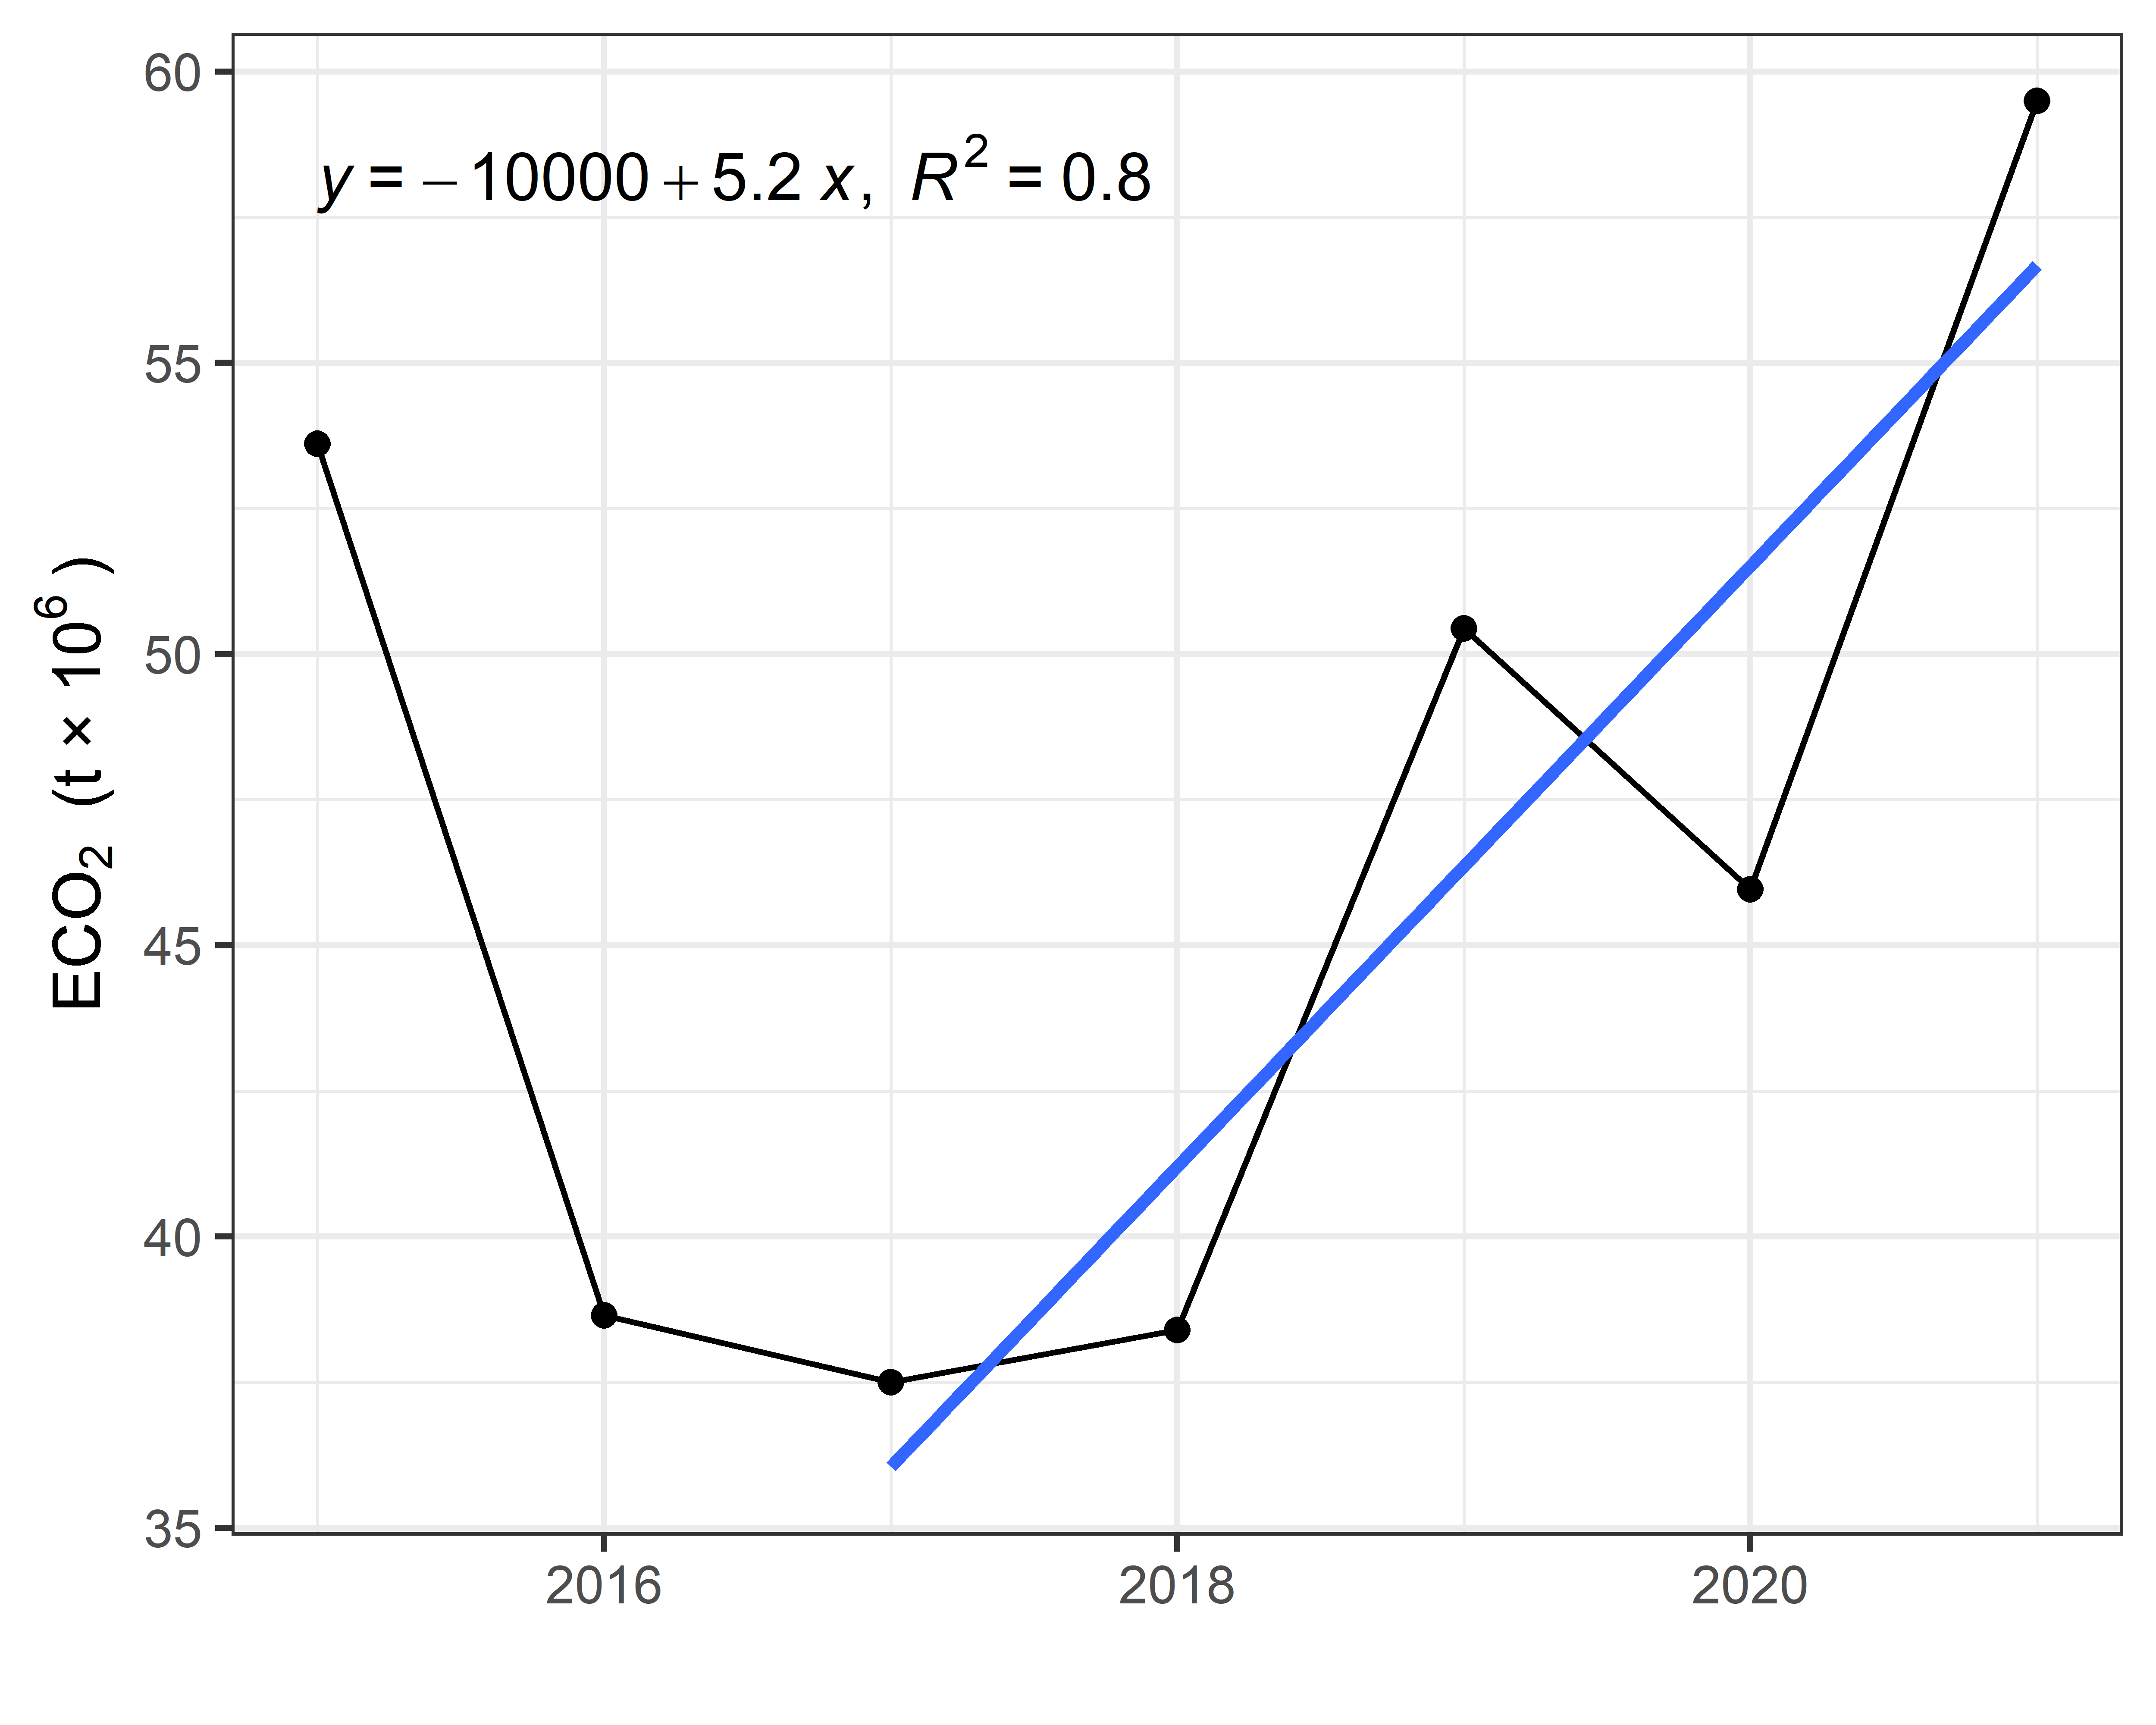 60
y = − 10000 + 5.2 x, R² = 0.8
55
50
45
40
35
ECO₂ (t × 10⁶)
2016 2018 2020